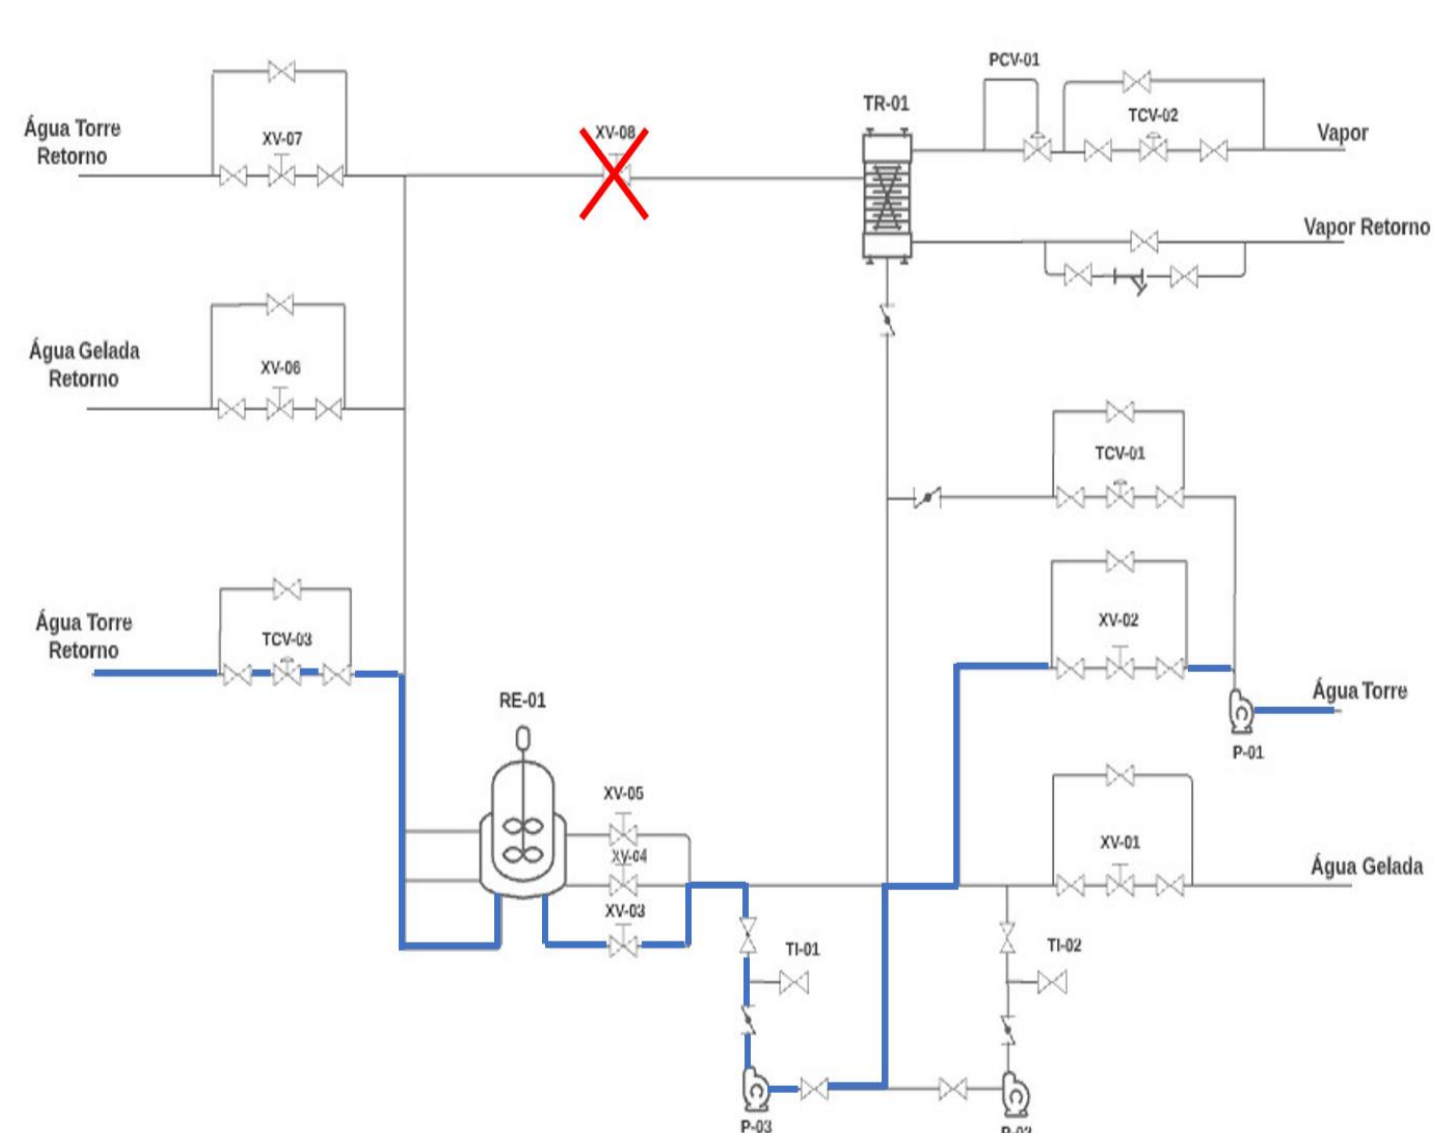 PCV-01
TR-01
TCV-02
Água Torre
Retorno
XV-07
XV-08
Vapor
Vapor Retorno
Água Gelada
Retorno
XV-06
TCV-01
Água Torre
Retorno
TCV-03
XV-02
RE-01
Água Torre
P-01
XV-05
XV-04
XV-01
Água Gelada
XV-03
TI-01
TI-02
P-03